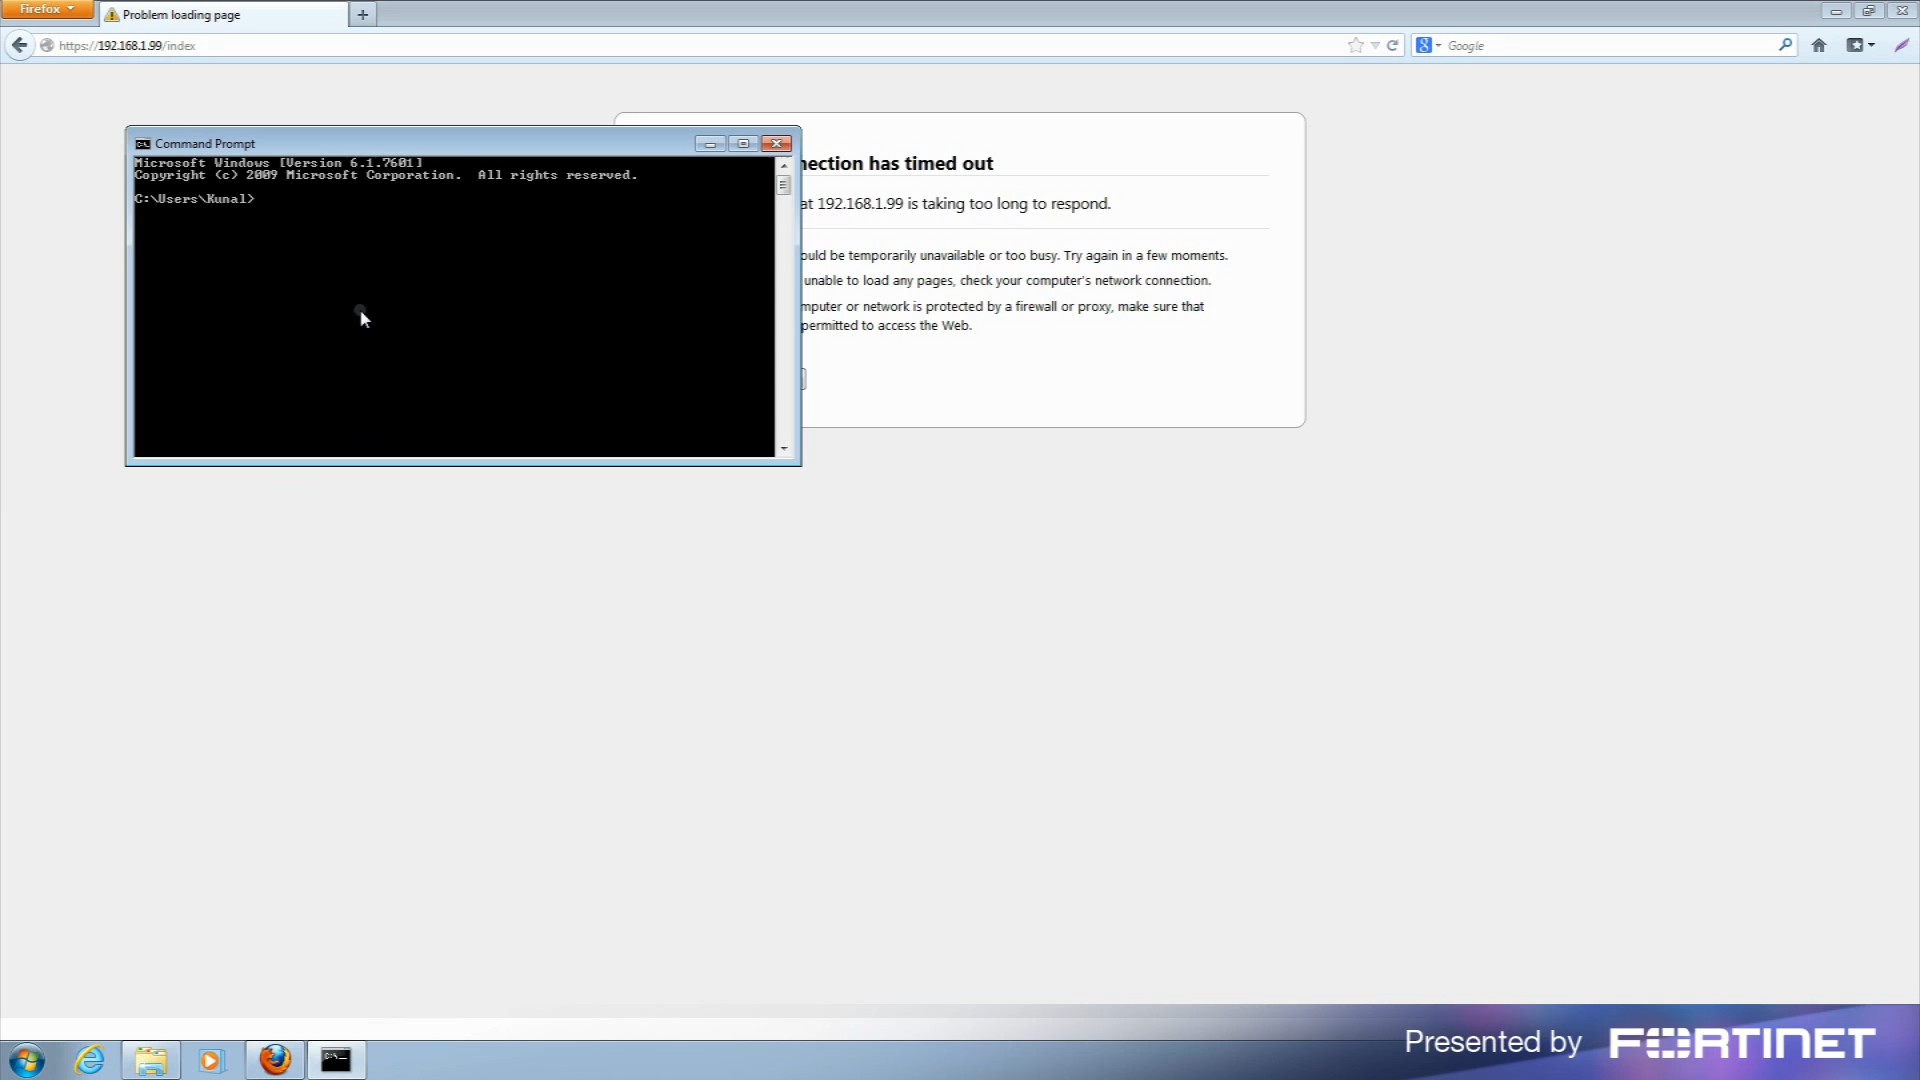 Firefox
Problem loading page
https://192.168.1.99/index
Google
Command Prompt
Microsoft Windows [Version 6.1.7601]
Copyright (c) 2009 Microsoft Corporation. All rights reserved.
C:\Users\Kunal>
nection has timed out
at 192.168.1.99 is taking too long to respond.
ould be temporarily unavailable or too busy. Try again in a few moments.
unable to load any pages, check your computer's network connection.
mputer or network is protected by a firewall or proxy, make sure that
permitted to access the Web.
Presented by FORTINET